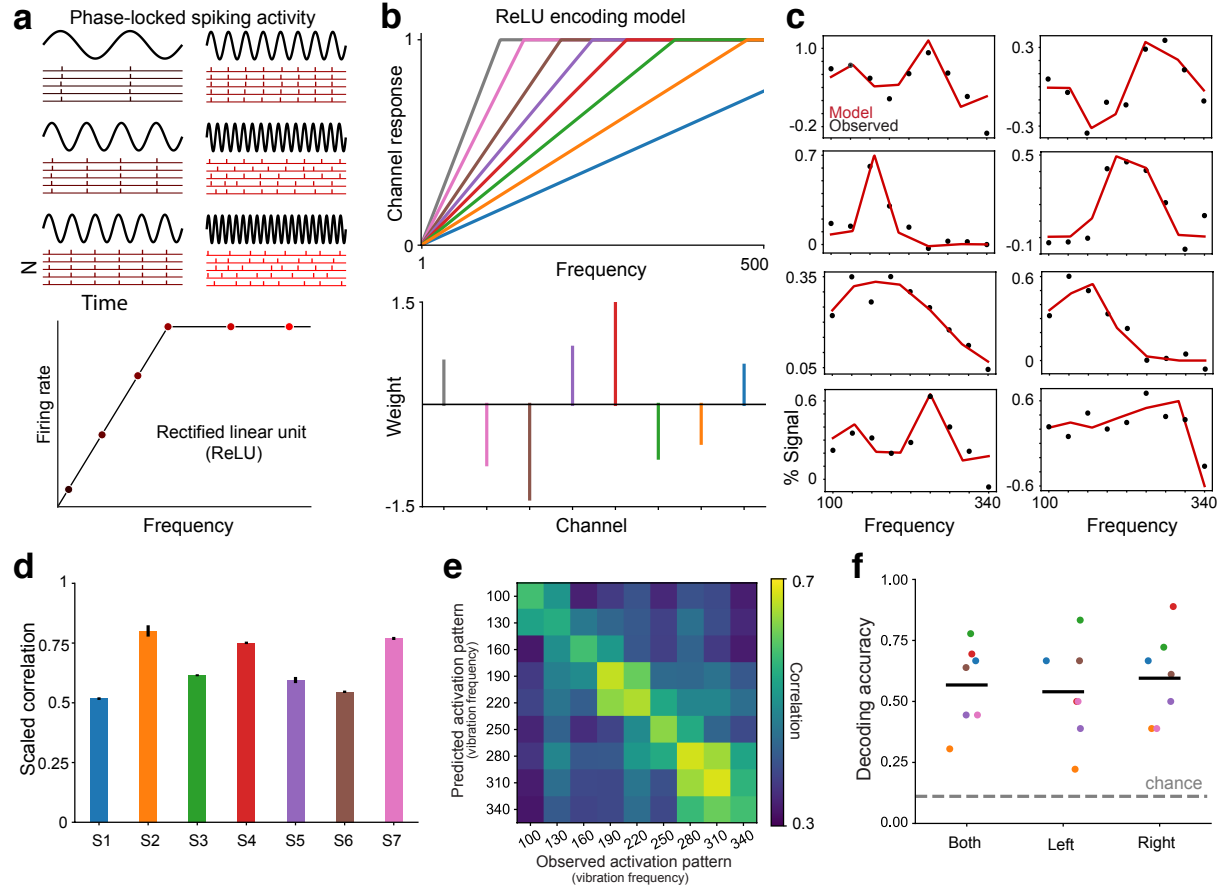 a
Phase-locked spiking activity
N
Time
Firing rate
Rectified linear unit
(ReLU)
Frequency
b
ReLU encoding model
1
Channel response
0
1
500
Frequency
1.5
Weight
-1.5
Channel
c
1.0
Model
Observed
-0.2
0.3
-0.3
0.7
0
0.5
-0.1
0.35
0.05
0.6
0
0.6
% Signal
0
100
340
Frequency
0.6
-0.6
100
340
Frequency
d
Scaled correlation
1
0.75
0.5
0.25
0
S1 S2 S3 S4 S5 S6 S7
e
Predicted activation pattern
(vibration frequency)
100
130
160
190
220
250
280
310
340
100 130 160 190 220 250 280 310 340
Observed activation pattern
(vibration frequency)
0.7
Correlation
0.3
f
Decoding accuracy
1.00
0.75
0.50
0.25
0
chance
Both Left Right